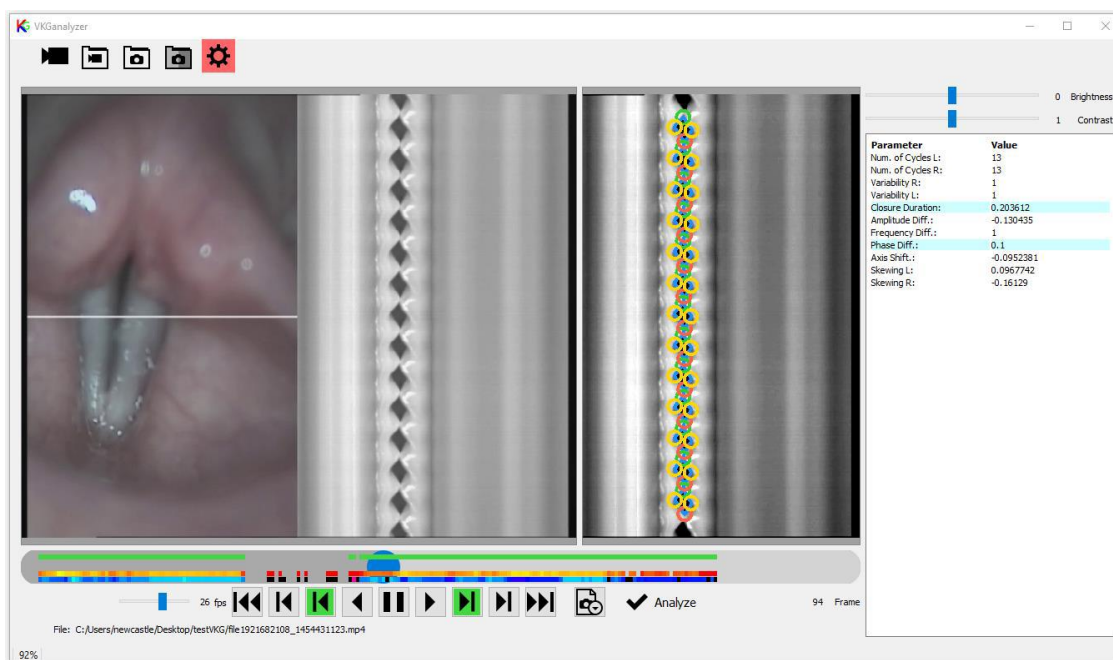 VKGanalyzer
0 Brightness
1 Contrast
Parameter Value
Num. of Cycles L: 13
Num. of Cycles R: 13
Variability R: 1
Variability L: 1
Closure Duration: 0.203612
Amplitude Diff.: -0.130435
Frequency Diff.: 1
Phase Diff.: 0.1
Axis Shift.: -0.0952381
Skewing L: 0.0967742
Skewing R: -0.16129
26 fps
Analyze
94 Frame
File: C:/Users/newcastle/Desktop/testVKG/file1921682108_1454431123.mp4
92%